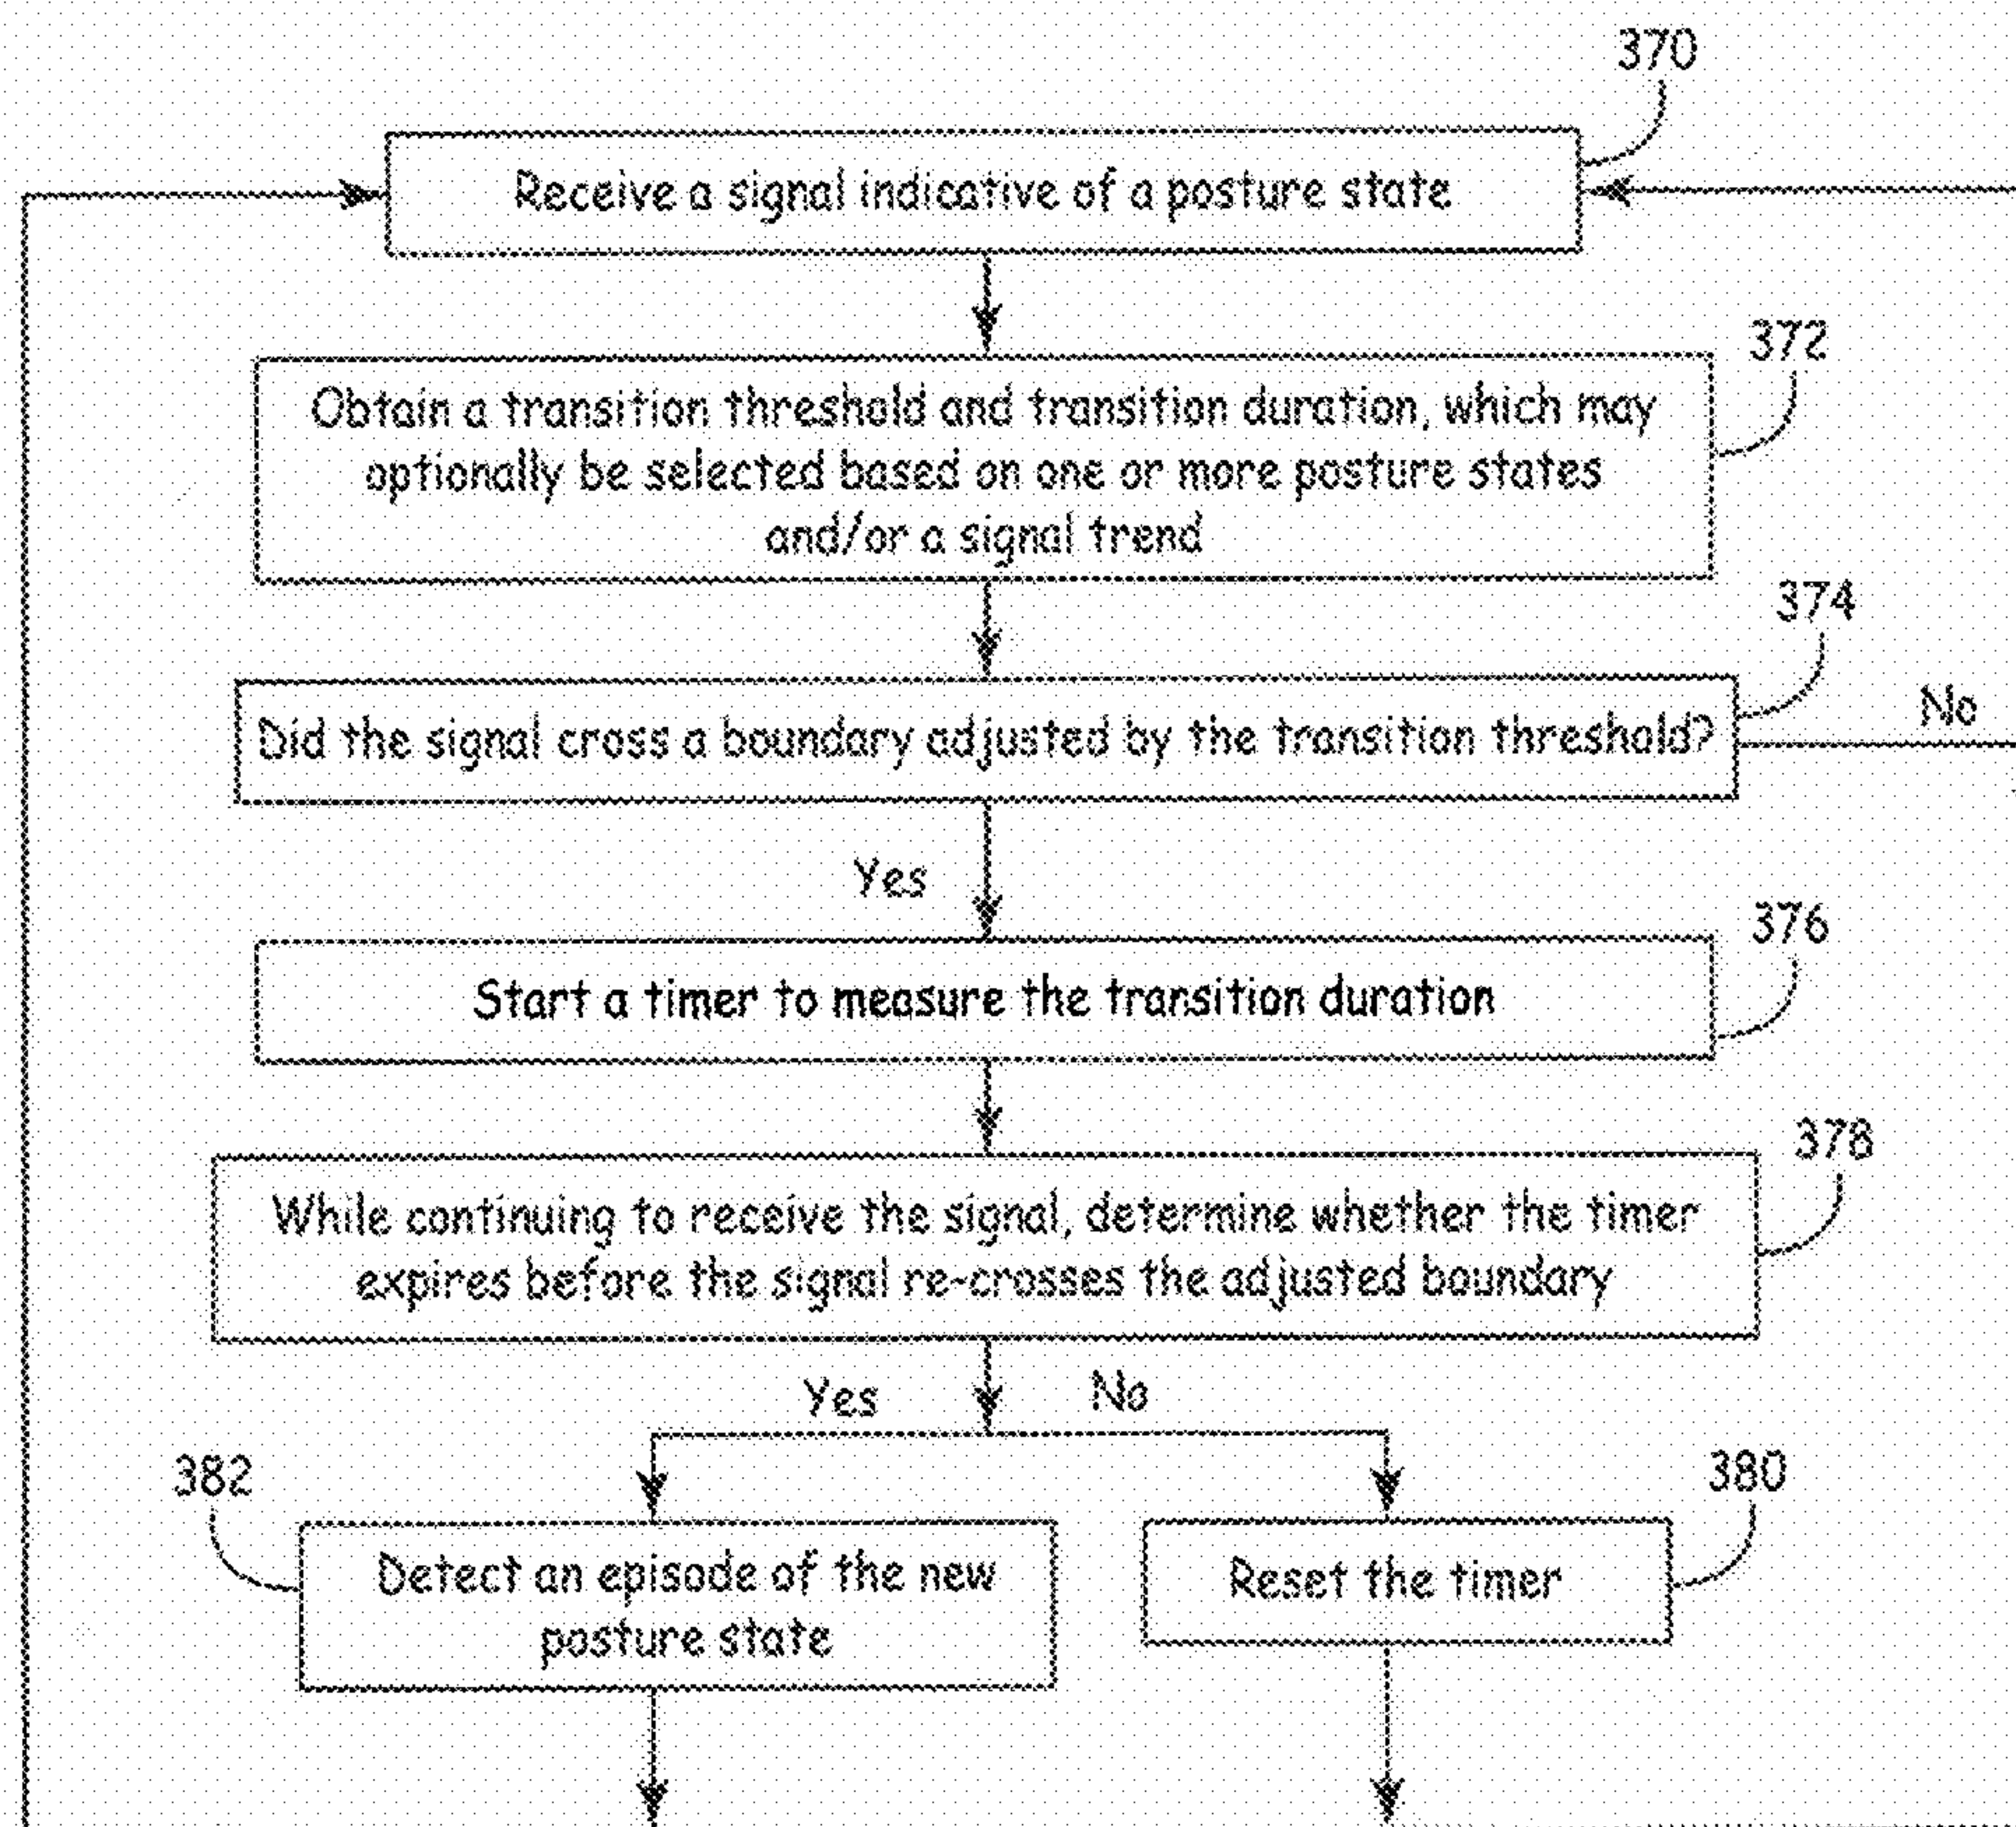 370
Receive a signal indicative of a posture state
372
Obtain a transition threshold and transition duration, which may
optionally be selected based on one or more posture states
and/or a signal trend
374
Did the signal cross a boundary adjusted by the transition threshold?
No
Yes
376
Start a timer to measure the transition duration
378
While continuing to receive the signal, determine whether the timer
expires before the signal re-crosses the adjusted boundary
Yes
No
382
380
Detect an episode of the new
posture state
Reset the timer